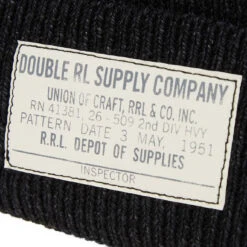 DOUBLE RL SUPPLY COMPANY
UNION OF CRAFT, RRL & CO. INC.
RN 41381, 26 - 509 2nd DIV HVY
PATTERN DATE 3 MAY, 1951
R.R.L. DEPOT OF SUPPLIES
INSPECTOR